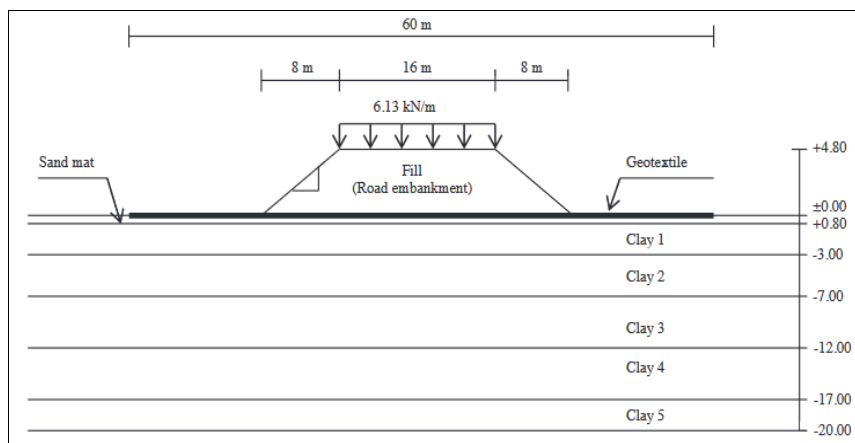 60 m
8 m
16 m
8 m
6.13 kN/m
+4.80
Sand mat
Fill
(Road embankment)
Geotextile
±0.00
+0.80
Clay 1
-3.00
Clay 2
-7.00
Clay 3
-12.00
Clay 4
-17.00
Clay 5
-20.00